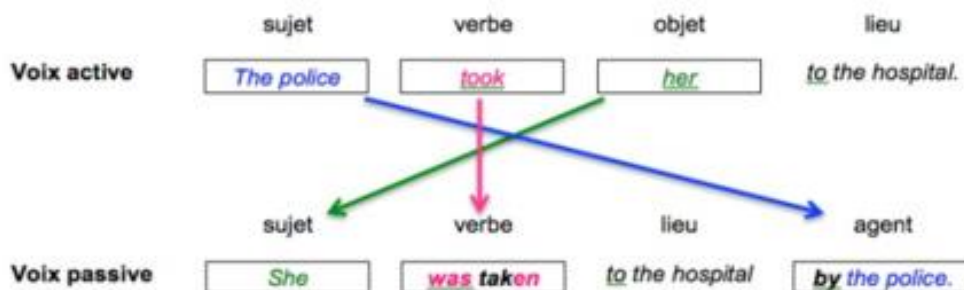 sujet verbe objet lieu
Voix active The police took her to the hospital.
sujet verbe lieu agent
Voix passive She was taken to the hospital by the police.